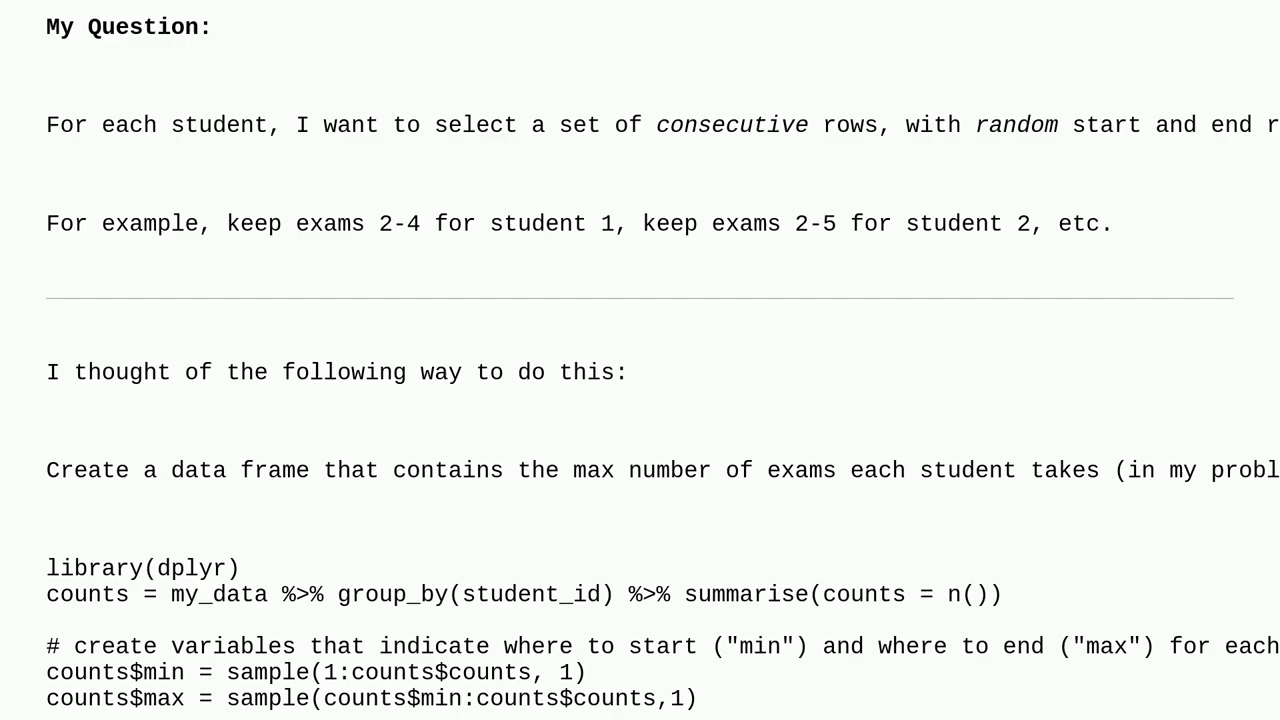 My Question:
For each student, I want to select a set of consecutive rows, with random start and end
For example, keep exams 2-4 for student 1, keep exams 2-5 for student 2, etc.
I thought of the following way to do this:
Create a data frame that contains the max number of exams each student takes (in my
library(dplyr)
counts = my_data %>% group_by(student_id) %>% summarise(counts = n())
# create variables that indicate where to start ("min") and where to end ("max") for each
counts$min = sample(1:counts$counts, 1)
counts$max = sample(counts$min:counts$counts,1)